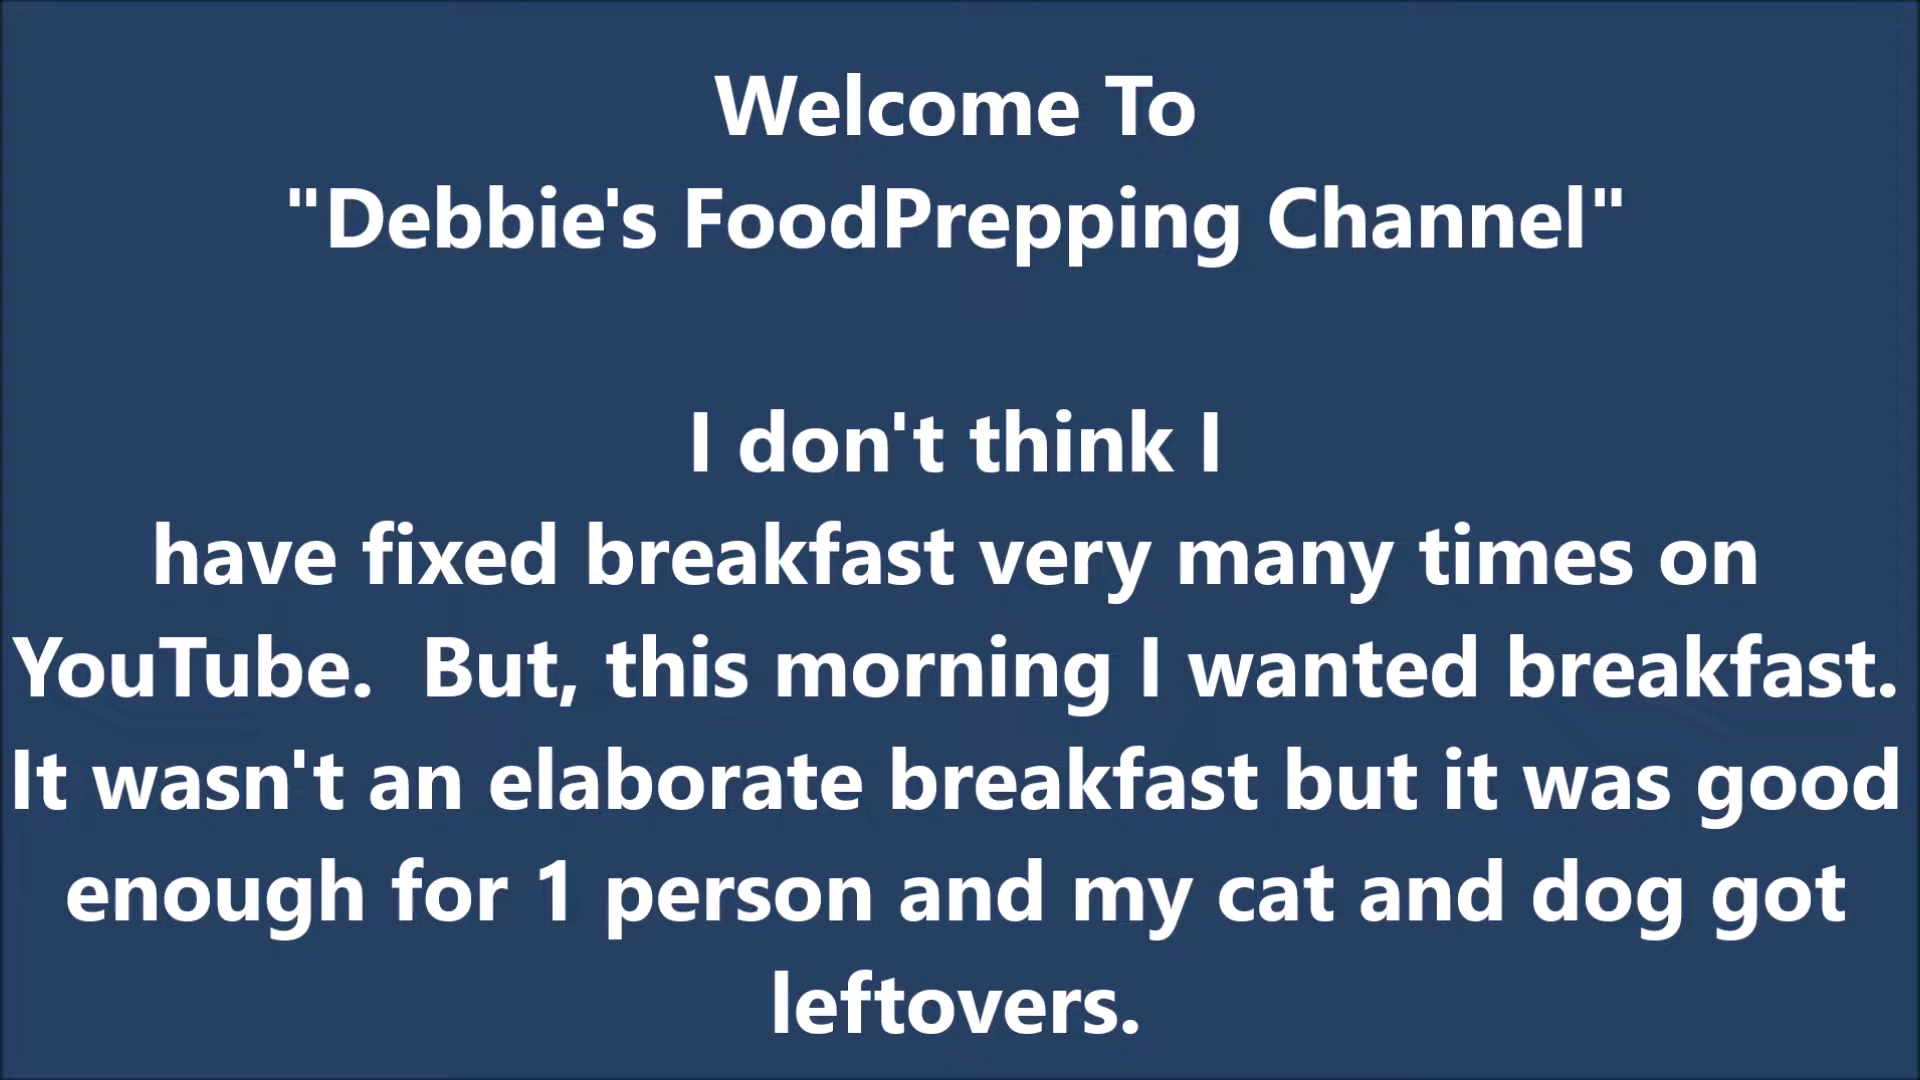 Welcome To
"Debbie's FoodPrepping Channel"
I don't think I
have fixed breakfast very many times on
YouTube.  But, this morning I wanted breakfast.
It wasn't an elaborate breakfast but it was good
enough for 1 person and my cat and dog got
leftovers.